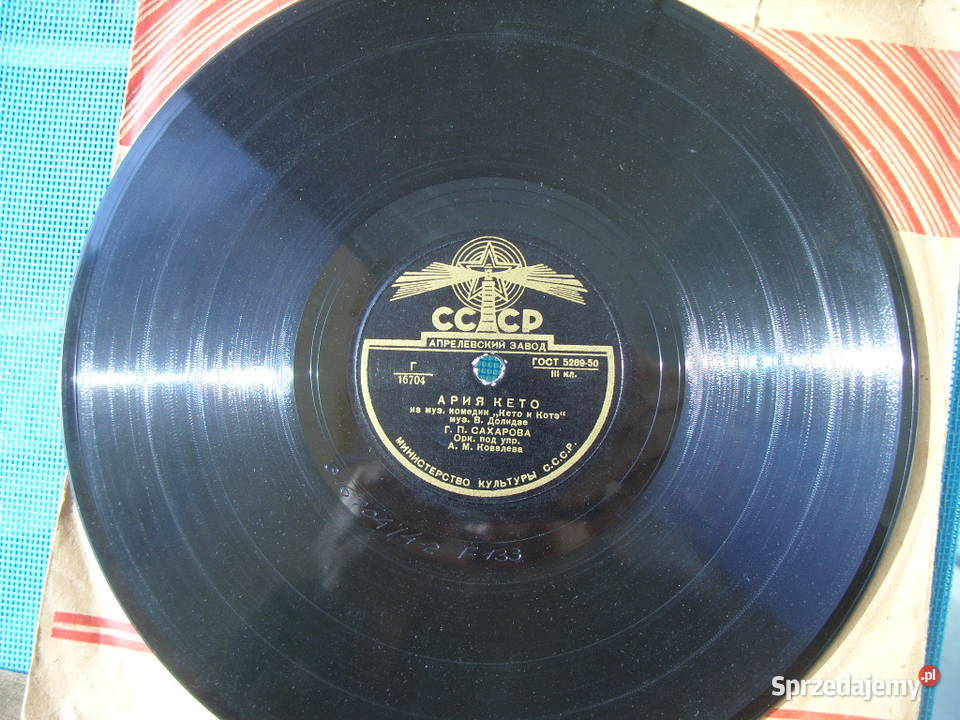 СССР
АПРЕЛЕВСКИЙ ЗАВОД
Г
16704
ГОСТ 5289-50
III кл.
АРИЯ КЕТО
из муз. комедии „Кето и Котэ“
муз. В. Долидзе
Г. П. САХАРОВА
Орк. под упр.
А. М. Ковалева
МИНИСТЕРСТВО КУЛЬТУРЫ С.С.С.Р.
Г-133
Sprzedajemy.pl